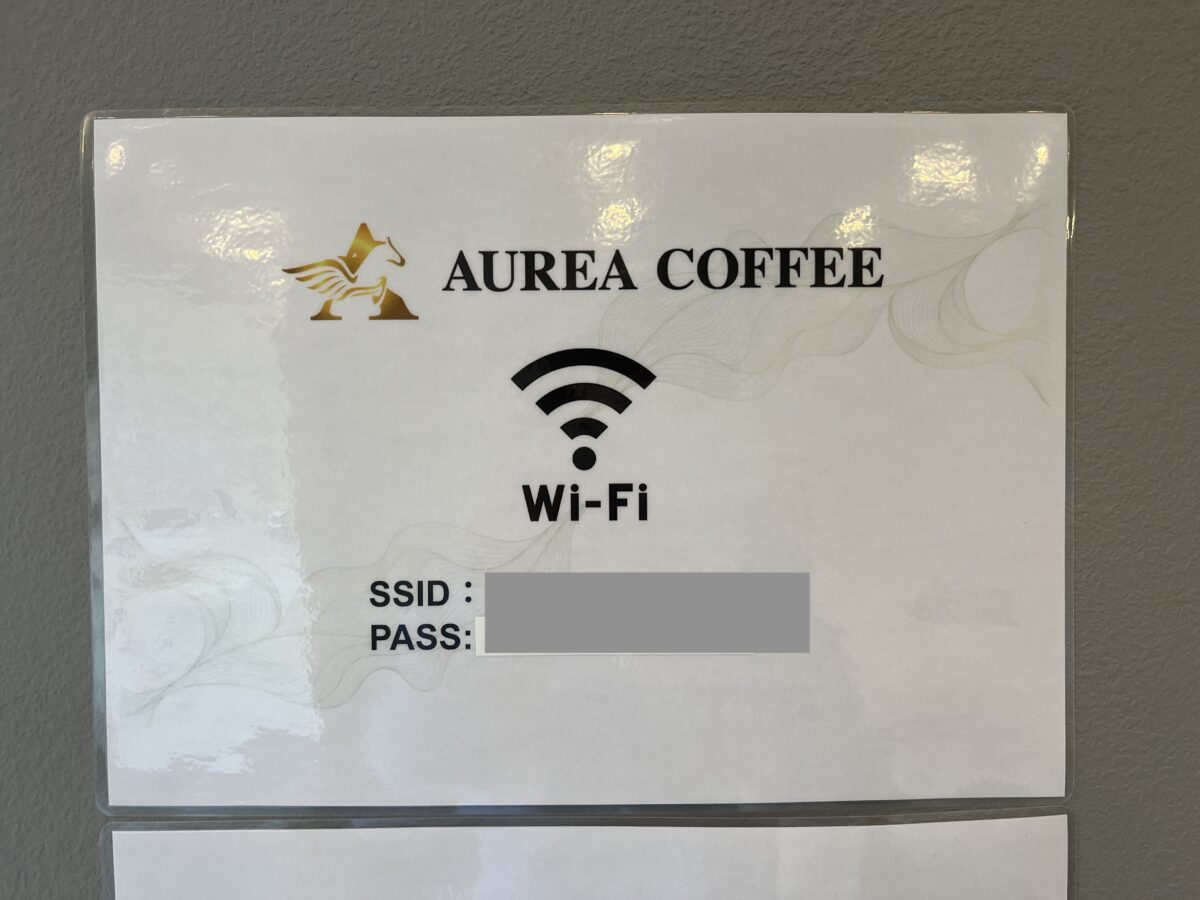 AUREA COFFEE
Wi-Fi
SSID：
PASS: